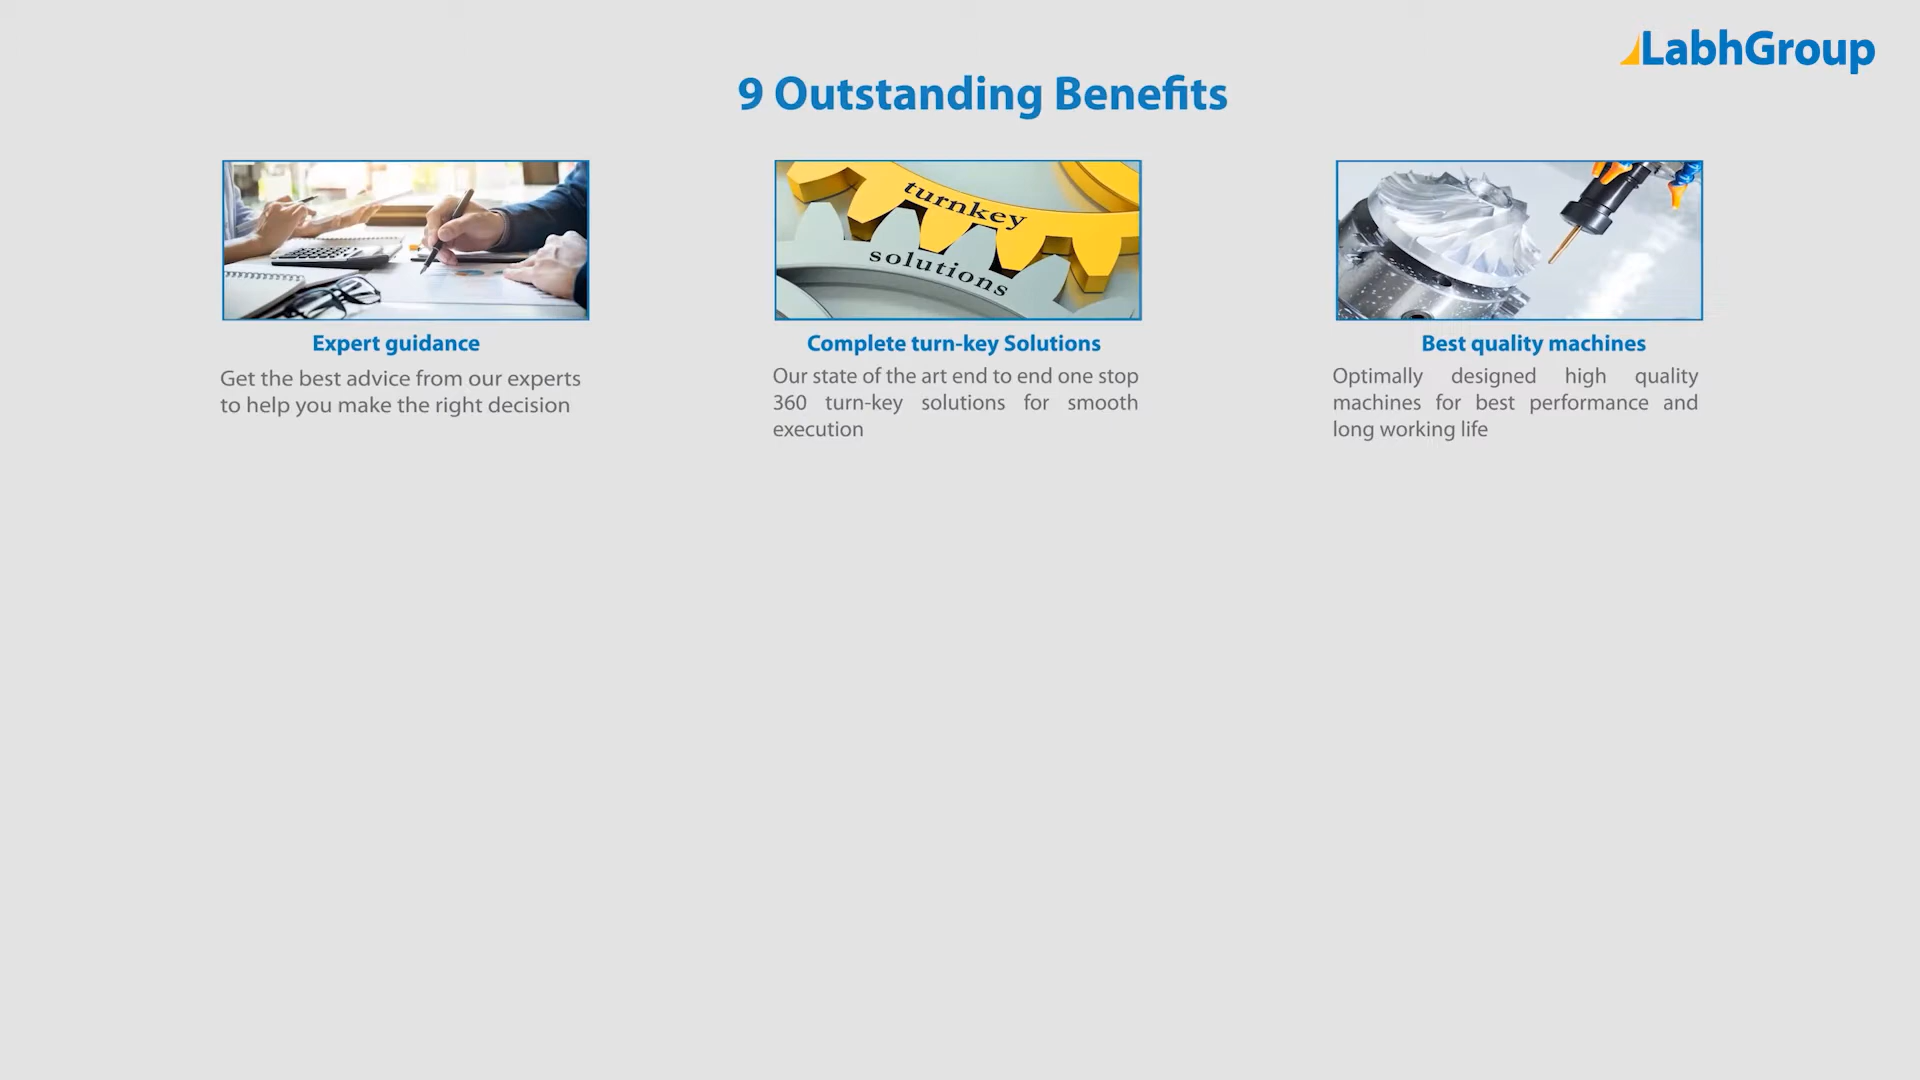 LabhGroup
9 Outstanding Benefits
turnkey
solutions
Expert guidance
Get the best advice from our experts
to help you make the right decision
Complete turn-key Solutions
Our state of the art end to end one stop
360 turn-key solutions for smooth
execution
Best quality machines
Optimally designed high quality
machines for best performance and
long working life